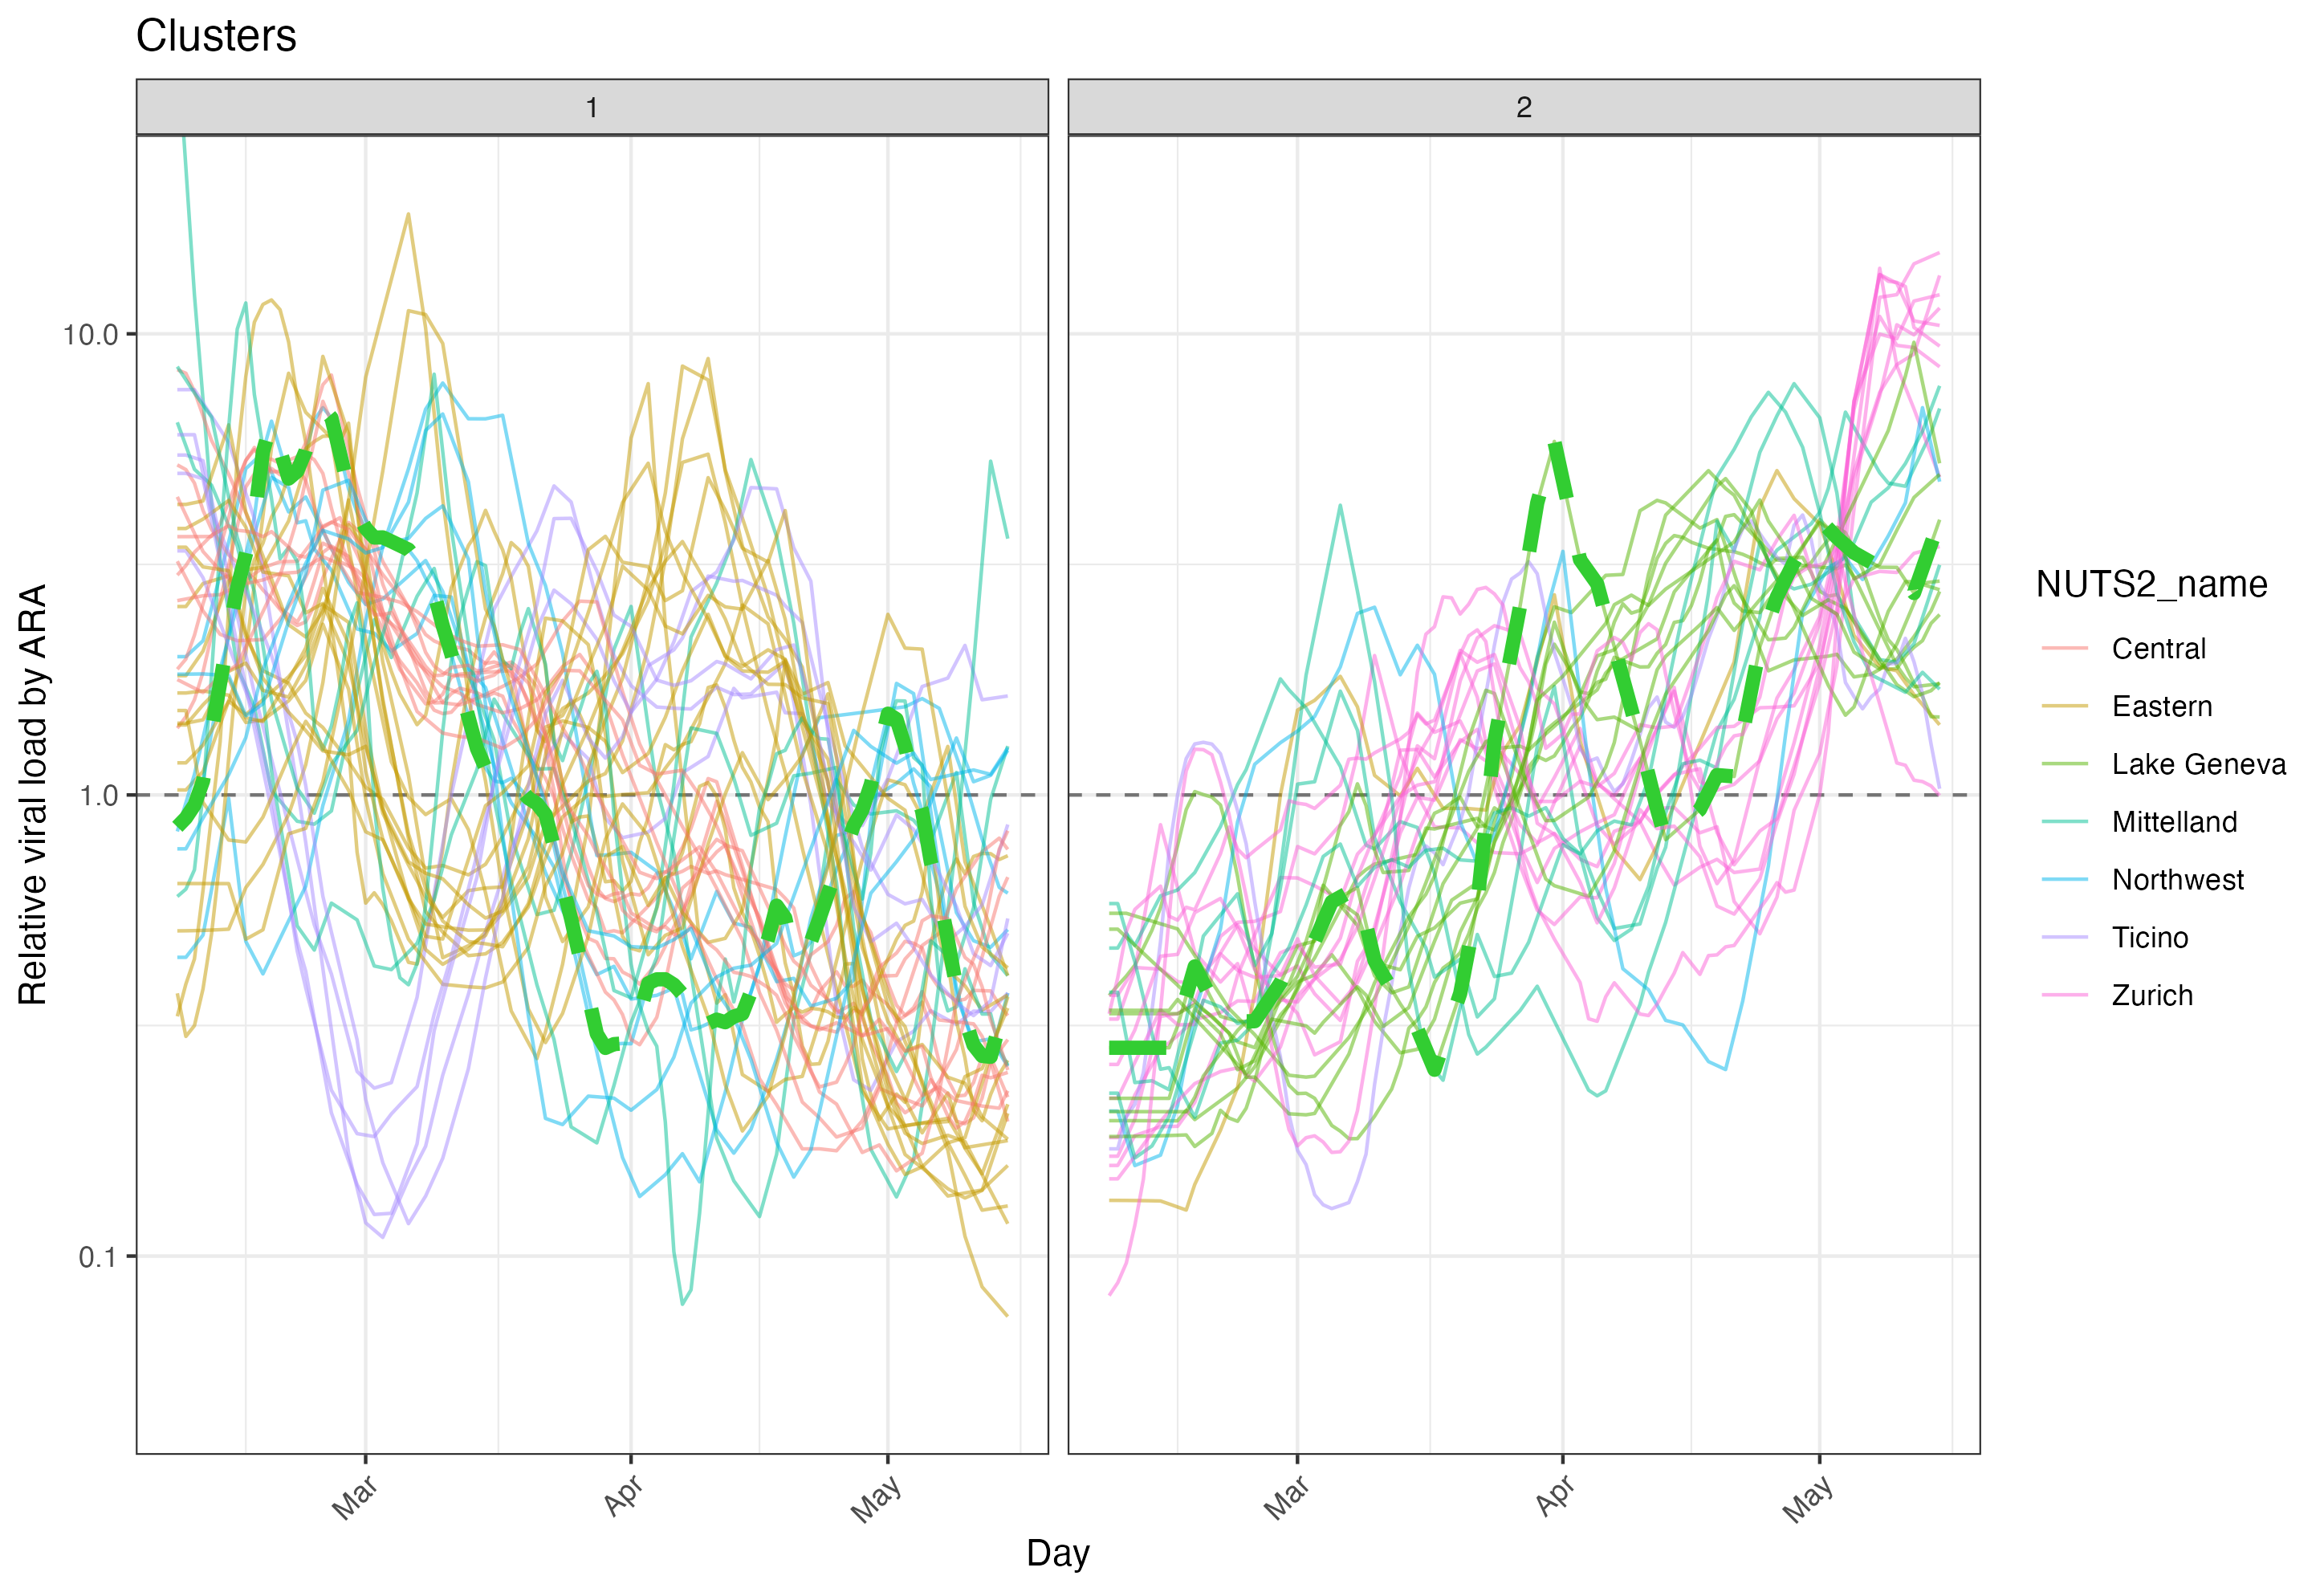 Clusters
1
2
10.0
1.0
0.1
Relative viral load by ARA
Mar
Apr
May
Mar
Apr
May
Day
NUTS2_name
Central
Eastern
Lake Geneva
Mittelland
Northwest
Ticino
Zurich